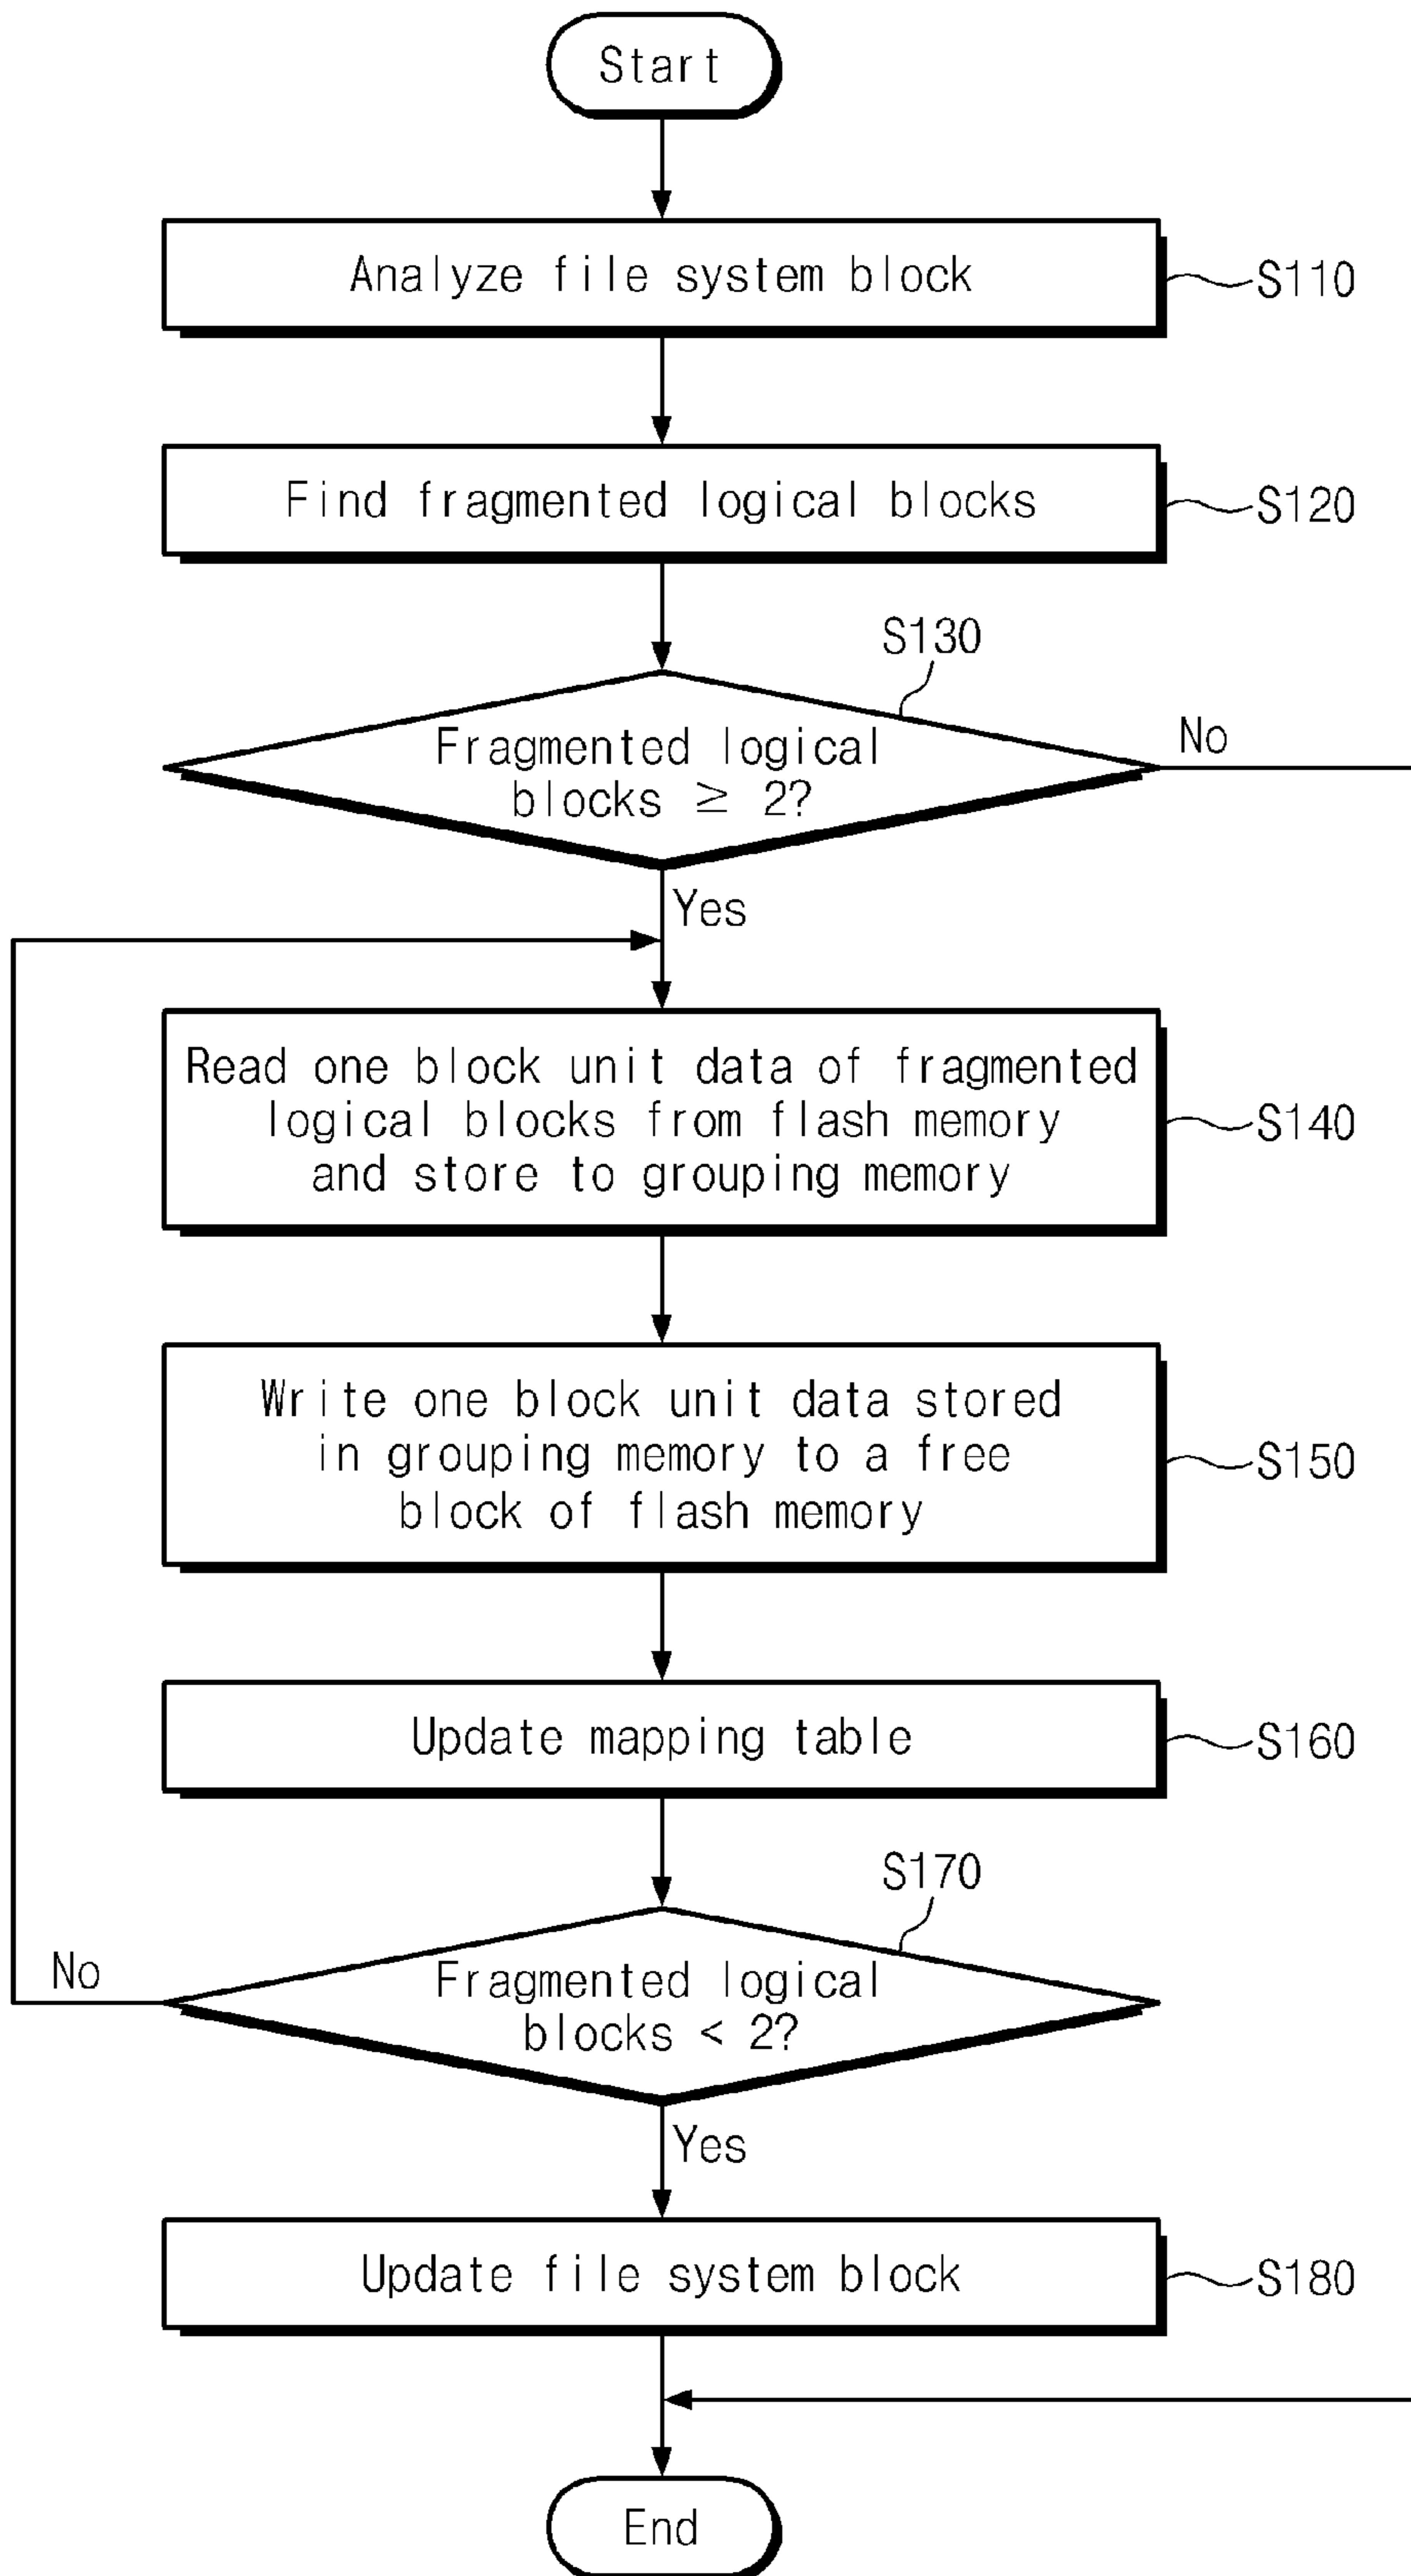 Start
Analyze file system block
S110
Find fragmented logical blocks
S120
S130
Fragmented logical
blocks ≥ 2?
No
Yes
Read one block unit data of fragmented
logical blocks from flash memory
and store to grouping memory
S140
Write one block unit data stored
in grouping memory to a free
block of flash memory
S150
Update mapping table
S160
S170
Fragmented logical
blocks < 2?
No
Yes
Update file system block
S180
End